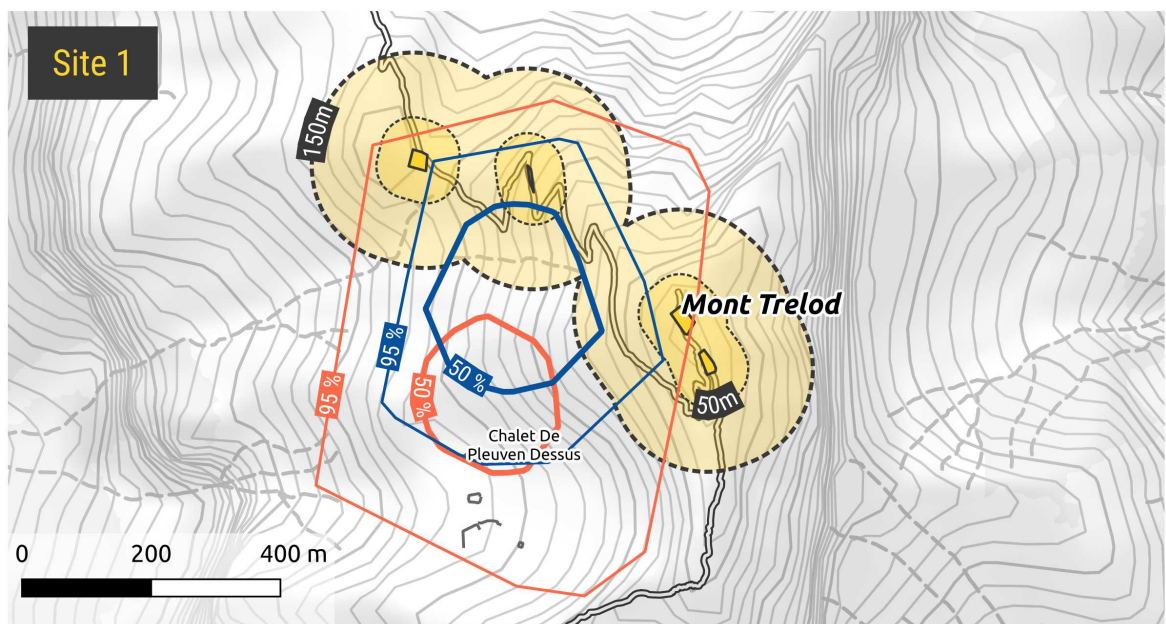 Site 1
150m
Mont Trelod
95 %
50 %
95 %
50 %
50m
Chalet De
Pleuven Dessus
0 200 400 m